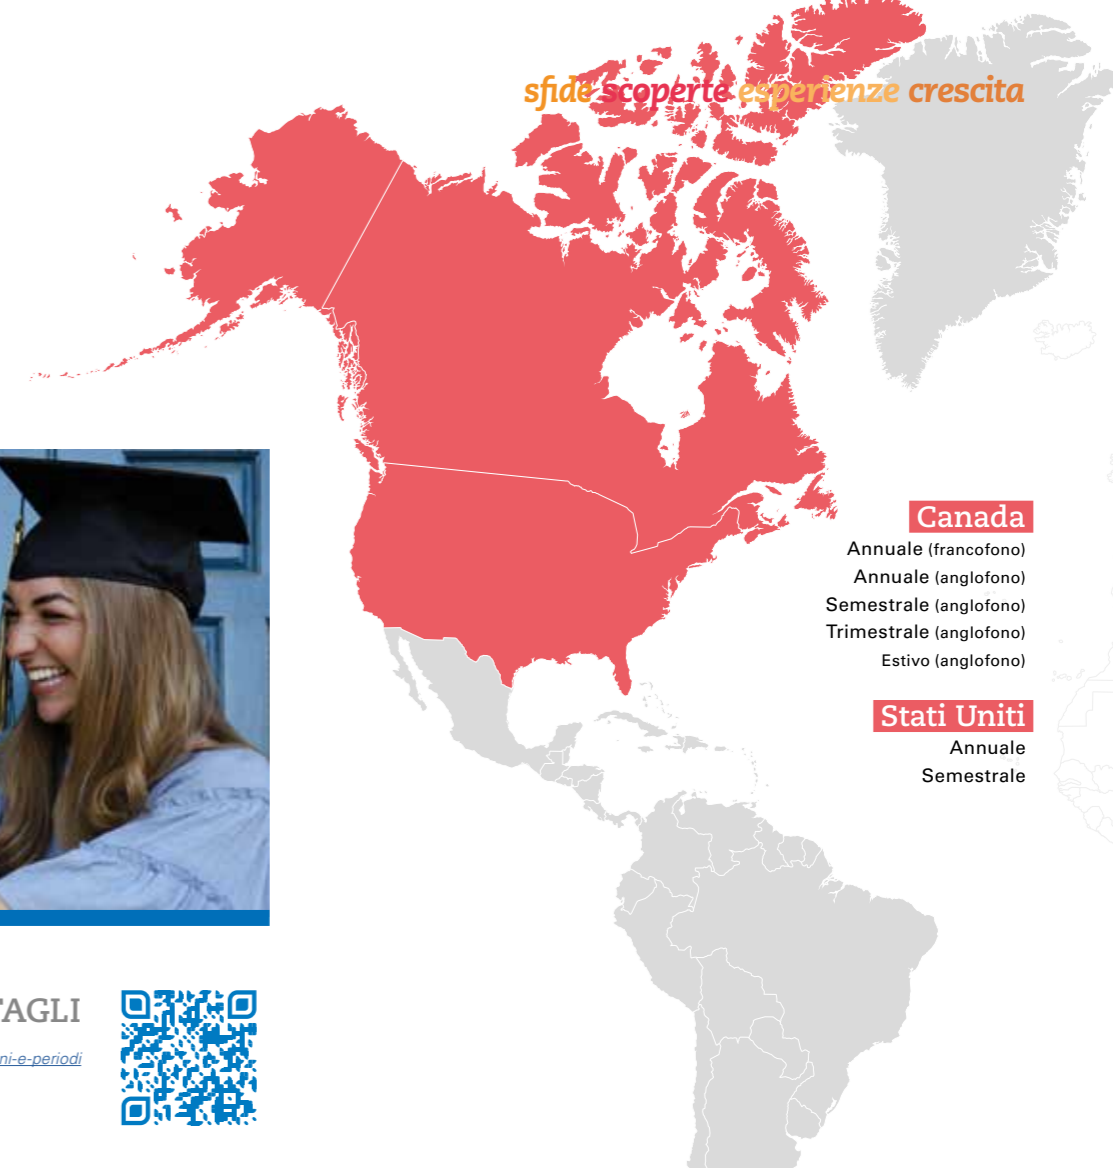 sfide scoperte esperienze crescita
Canada
Annuale (francofono)
Annuale (anglofono)
Semestrale (anglofono)
Trimestrale (anglofono)
Estivo (anglofono)
Stati Uniti
Annuale
Semestrale
TAGLI
ni-e-periodi